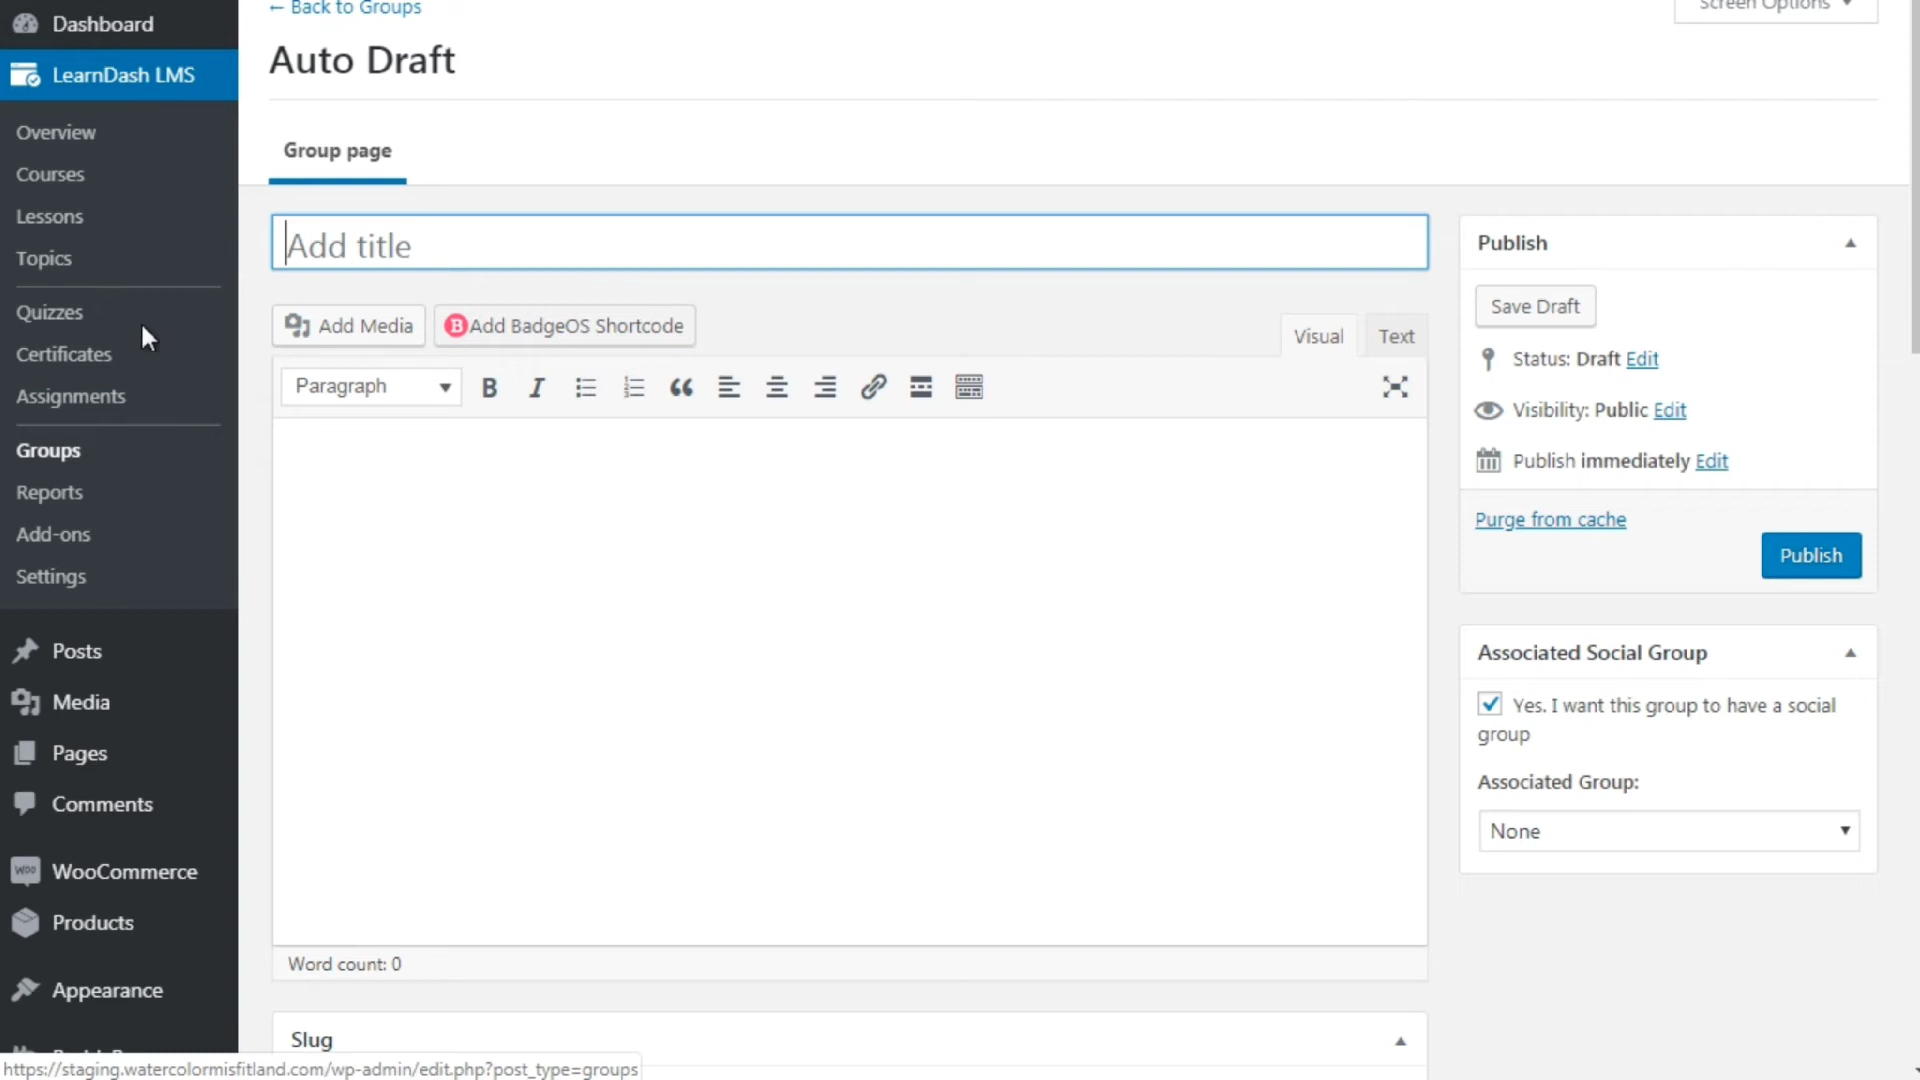 Dashboard
LearnDash LMS
Overview
Courses
Lessons
Topics
Quizzes
Certificates
Assignments
Groups
Reports
Add-ons
Settings
Posts
Media
Pages
Comments
WooCommerce
Products
Appearance
← Back to Groups
Screen Options
Auto Draft
Group page
Add title
Add Media
Add BadgeOS Shortcode
Visual
Text
Paragraph
Word count: 0
Slug
Publish
Save Draft
Status: Draft Edit
Visibility: Public Edit
Publish immediately Edit
Purge from cache
Publish
Associated Social Group
Yes. I want this group to have a social
group
Associated Group:
None
https://staging.watercolormisfitland.com/wp-admin/edit.php?post_type=groups